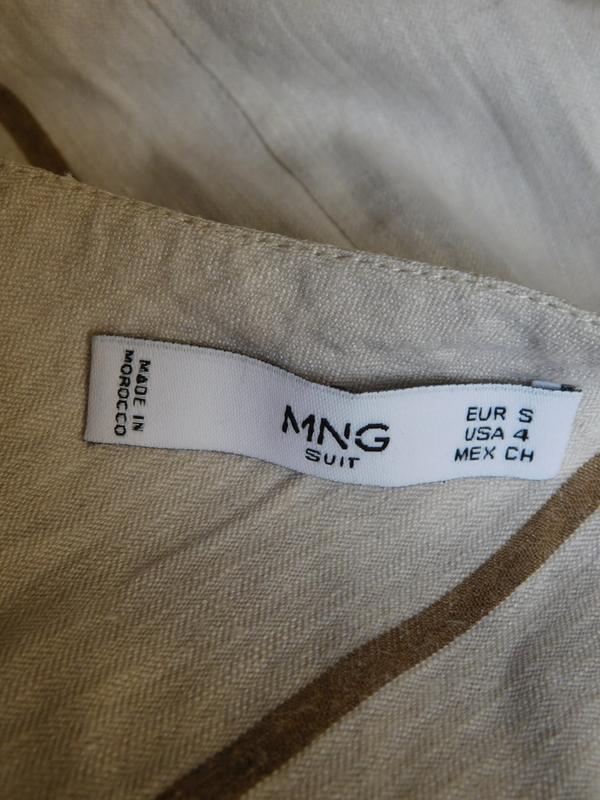 MADE IN
MOROCCO
MNG
SUIT
EUR S
USA 4
MEX CH